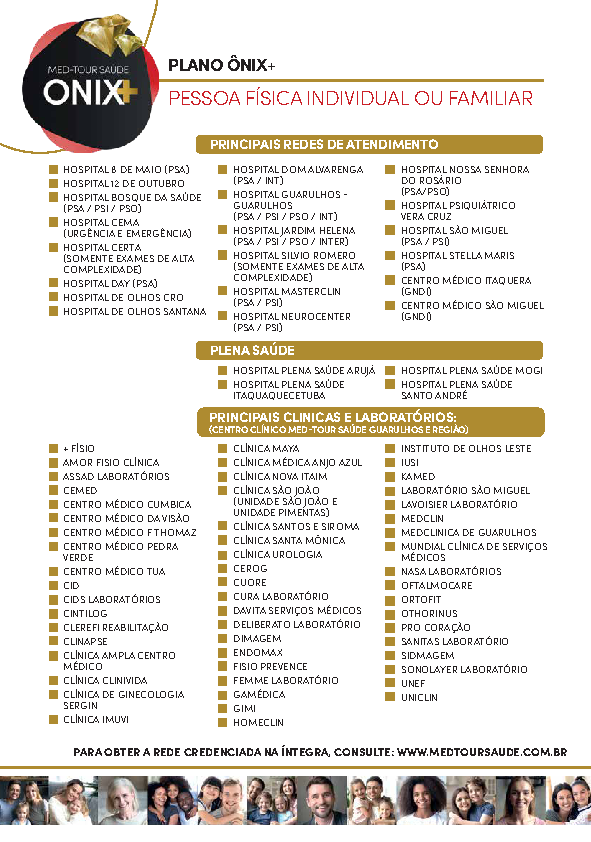 MED-TOUR SAÚDE
ONIX+
PLANO ÔNIX+
PESSOA FÍSICA INDIVIDUAL OU FAMILIAR
PRINCIPAIS REDES DE ATENDIMENTO
HOSPITAL 8 DE MAIO (PSA)
HOSPITAL 12 DE OUTUBRO
HOSPITAL BOSQUE DA SAÚDE
(PSA / PSI / PSO)
HOSPITAL CEMA
(URGÊNCIA E EMERGÊNCIA)
HOSPITAL CERTA
(SOMENTE EXAMES DE ALTA
COMPLEXIDADE)
HOSPITAL DAY (PSA)
HOSPITAL DE OLHOS CRO
HOSPITAL DE OLHOS SANTANA
HOSPITAL DOM ALVARENGA
(PSA / INT)
HOSPITAL GUARULHOS -
GUARULHOS
(PSA / PSI / PSO / INT)
HOSPITAL JARDIM HELENA
(PSA / PSI / PSO / INTER)
HOSPITAL SILVIO ROMERO
(SOMENTE EXAMES DE ALTA
COMPLEXIDADE)
HOSPITAL MASTERCLIN
(PSA / PSI)
HOSPITAL NEUROCENTER
(PSA / PSI)
HOSPITAL NOSSA SENHORA
DO ROSÁRIO
(PSA/PSO)
HOSPITAL PSIQUIÁTRICO
VERA CRUZ
HOSPITAL SÃO MIGUEL
(PSA / PSI)
HOSPITAL STELLA MARIS
(PSA)
CENTRO MÉDICO ITAQUERA
(GNDI)
CENTRO MÉDICO SÃO MIGUEL
(GNDI)
PLENA SAÚDE
HOSPITAL PLENA SAÚDE ARUJÁ
HOSPITAL PLENA SAÚDE
ITAQUAQUECETUBA
HOSPITAL PLENA SAÚDE MOGI
HOSPITAL PLENA SAÚDE
SANTO ANDRÉ
PRINCIPAIS CLINICAS E LABORATÓRIOS:
(CENTRO CLÍNICO MED-TOUR SAÚDE GUARULHOS E REGIÃO)
+ FÍSIO
AMOR FISIO CLÍNICA
ASSAD LABORATÓRIOS
CEMED
CENTRO MÉDICO CUMBICA
CENTRO MÉDICO DA VISÃO
CENTRO MÉDICO F THOMAZ
CENTRO MÉDICO PEDRA
VERDE
CENTRO MÉDICO TUA
CID
CIDS LABORATÓRIOS
CINTILOG
CLEREFI REABILITAÇÃO
CLINAPSE
CLÍNICA AMPLA CENTRO
MÉDICO
CLÍNICA CLINIVIDA
CLÍNICA DE GINECOLOGIA
SERGIN
CLÍNICA IMUVI
CLÍNICA MAYA
CLÍNICA MÉDICA ANJO AZUL
CLÍNICA NOVA ITAIM
CLÍNICA SÃO JOÃO
(UNIDADE SÃO JOÃO E
UNIDADE PIMENTAS)
CLÍNICA SANTOS E SIROMA
CLÍNICA SANTA MÔNICA
CLÍNICA UROLOGIA
CEROG
CUORE
CURA LABORATÓRIO
DAVITA SERVIÇOS MÉDICOS
DELIBERATO LABORATÓRIO
DIMAGEM
ENDOMAX
FISIO PREVENCE
FEMME LABORATÓRIO
GAMÉDICA
GIMI
HOMECLIN
INSTITUTO DE OLHOS LESTE
IUSI
KAMED
LABORATÓRIO SÃO MIGUEL
LAVOISIER LABORATÓRIO
MEDCLIN
MEDCLINICA DE GUARULHOS
MUNDIAL CLÍNICA DE SERVIÇOS
MÉDICOS
NASA LABORATÓRIOS
OFTALMOCARE
ORTOFIT
OTHORINUS
PRO CORAÇÃO
SANITAS LABORATÓRIO
SIDMAGEM
SONOLAYER LABORATÓRIO
UNEF
UNICLIN
PARA OBTER A REDE CREDENCIADA NA ÍNTEGRA, CONSULTE: WWW.MEDTOURSAUDE.COM.BR